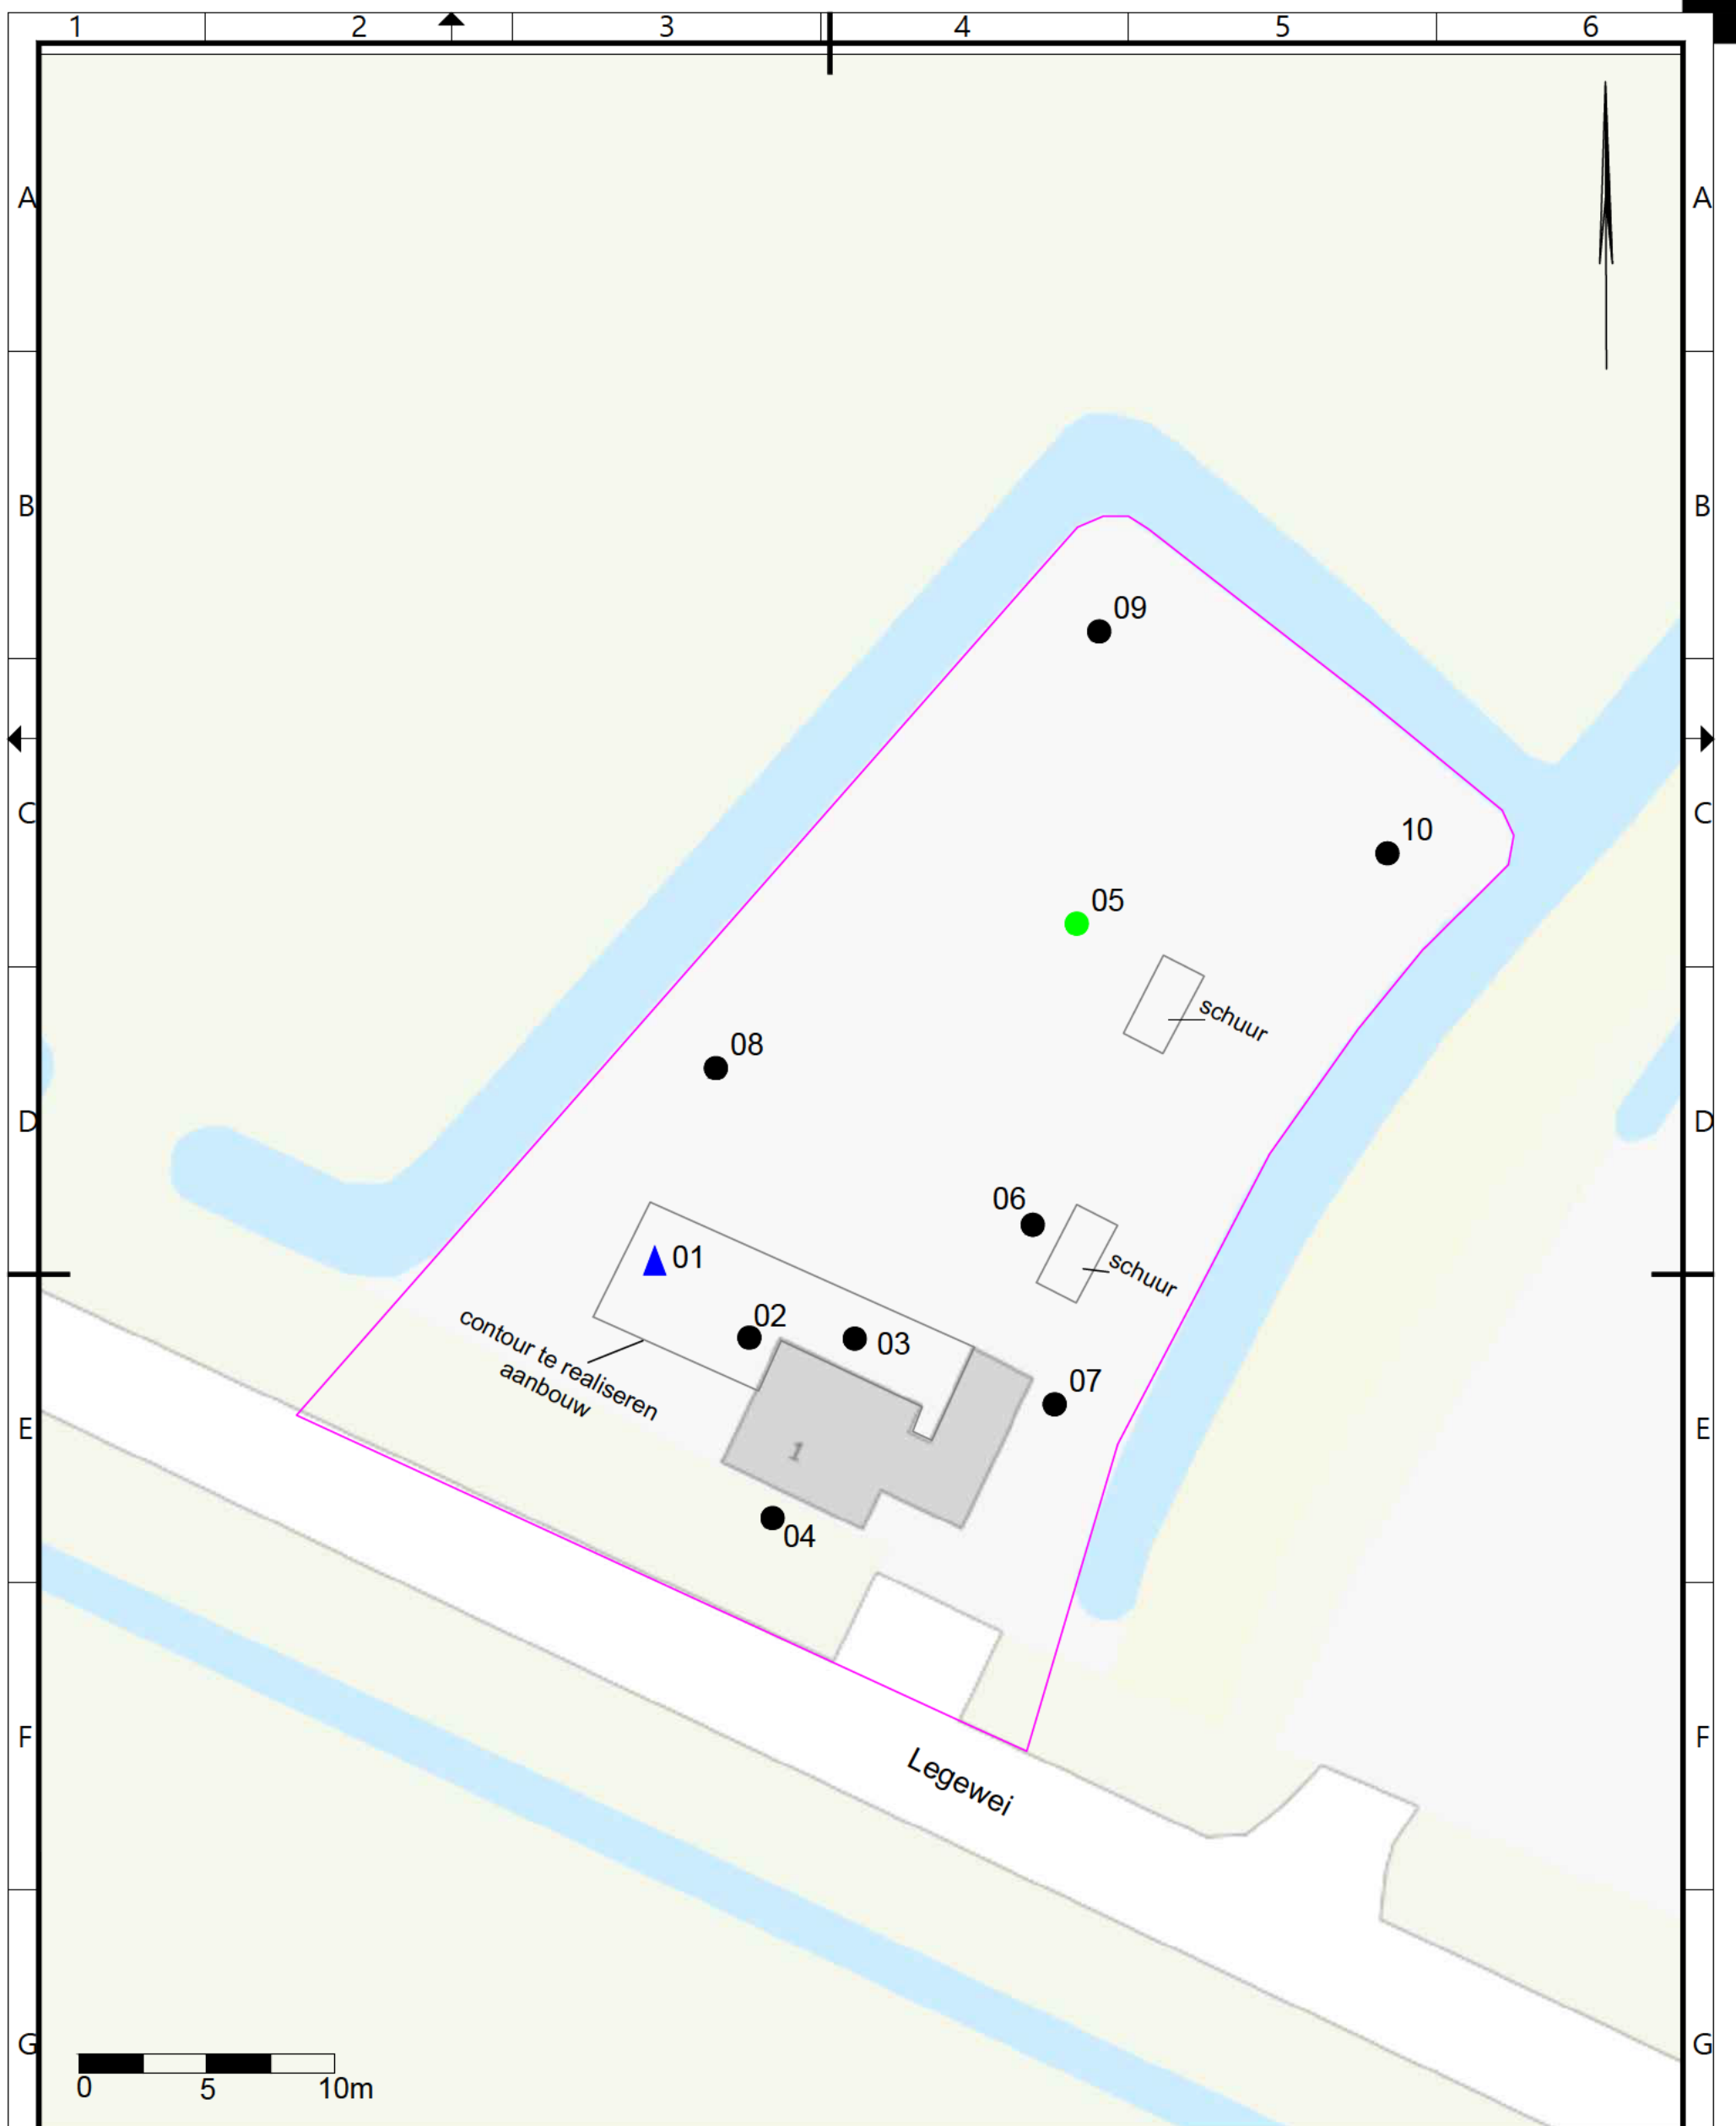 1 2 3 4 5 6
A A
B B
09
C C
10
05
schuur
08
D D
06
01
schuur
02
03
contour te realiseren
aanbouw
07
E E
1
04
F F
Legewei
G G
0 5 10m